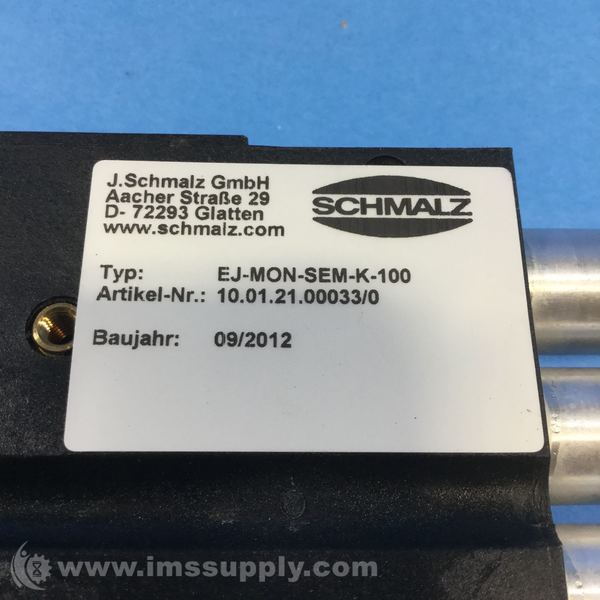 J.Schmalz GmbH
Aacher Straße 29
D- 72293 Glatten
www.schmalz.com
SCHMALZ
Typ: EJ-MON-SEM-K-100
Artikel-Nr.: 10.01.21.00033/0
Baujahr: 09/2012
www.imssupply.com